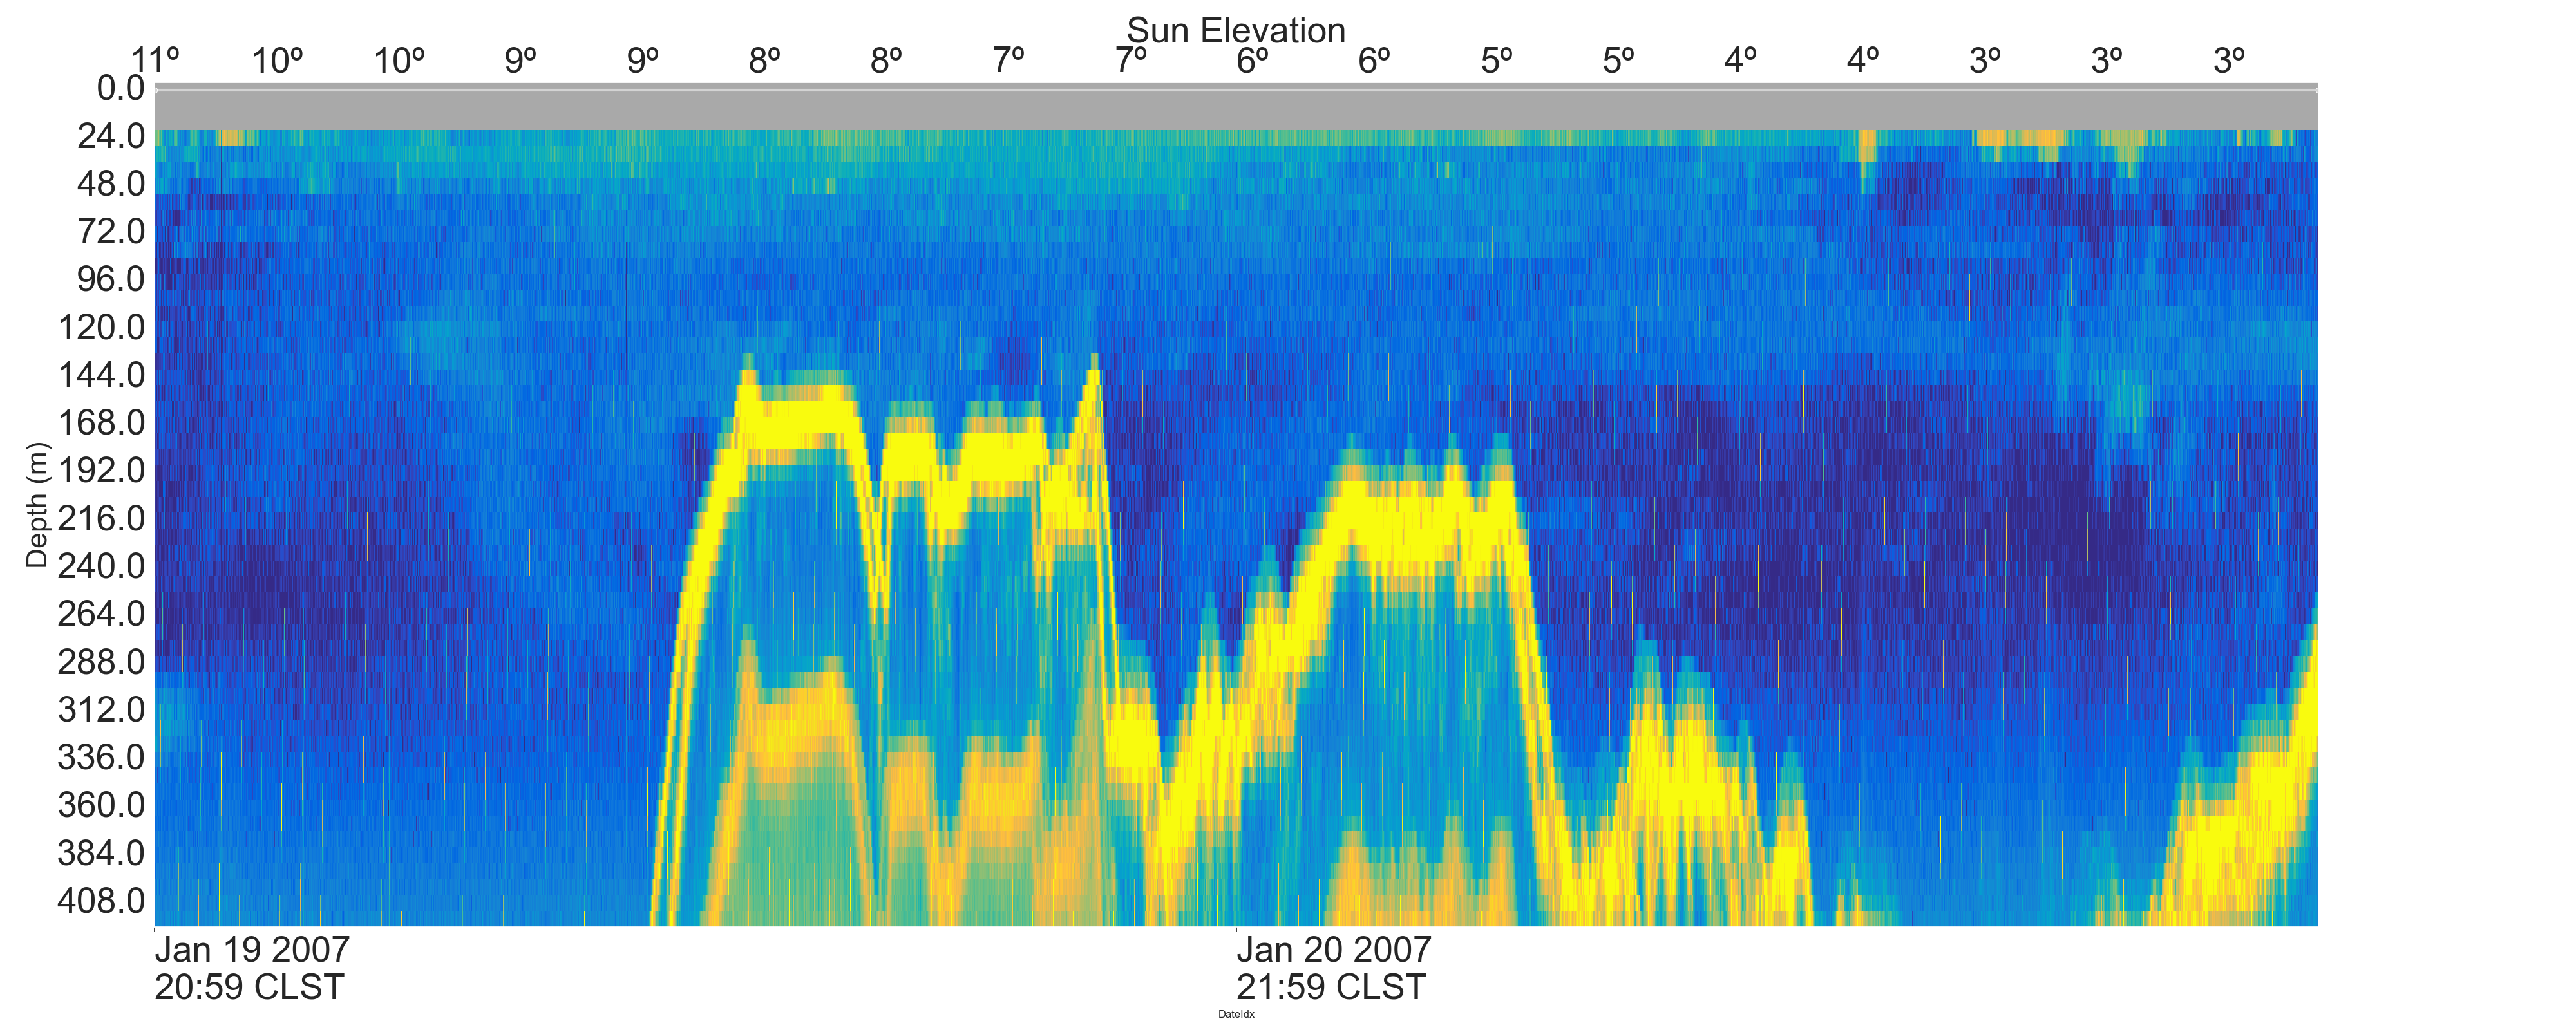 Sun Elevation
11º 10º 10º 9º 9º 8º 8º 7º 7º 6º 6º 5º 5º 4º 4º 3º 3º 3º
0.0
24.0
48.0
72.0
96.0
120.0
144.0
168.0
192.0
216.0
240.0
264.0
288.0
312.0
336.0
360.0
384.0
408.0
Depth (m)
Jan 19 2007
20:59 CLST
Jan 20 2007
21:59 CLST
DateIdx